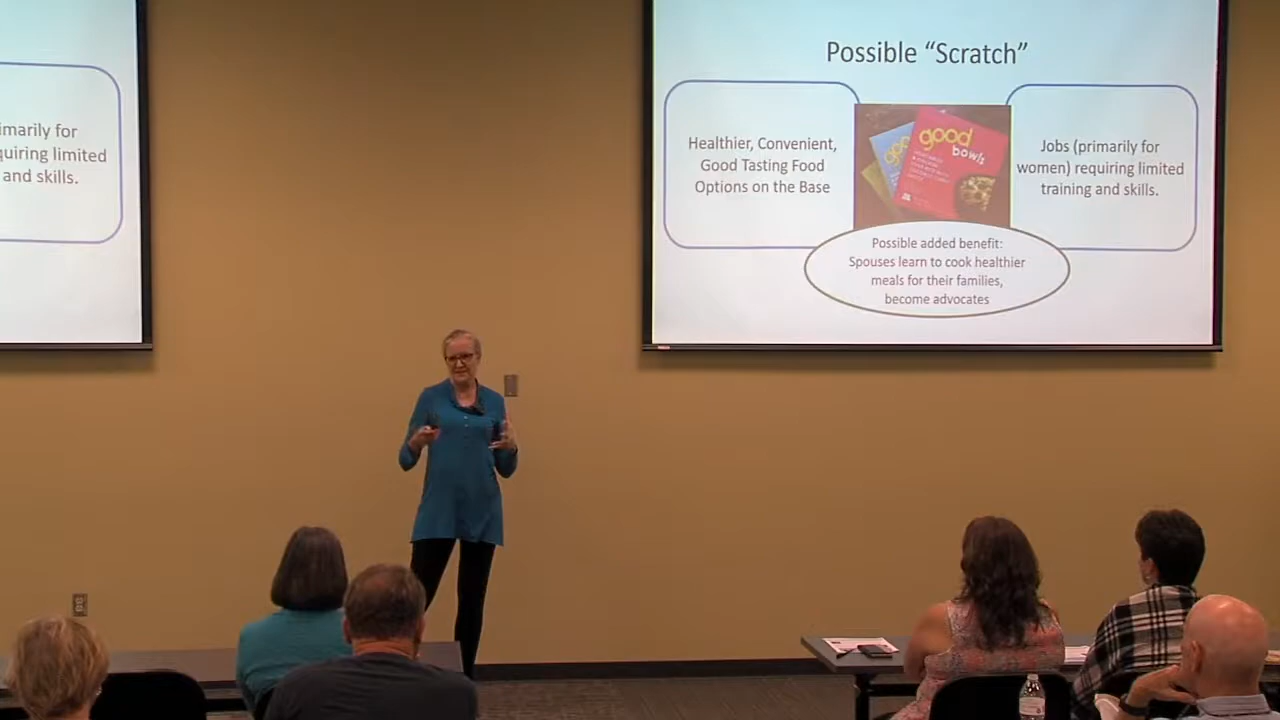 imarily for
quiring limited
and skills.
Possible “Scratch”
Healthier, Convenient,
Good Tasting Food
Options on the Base
good
bowls
Jobs (primarily for
women) requiring limited
training and skills.
Possible added benefit:
Spouses learn to cook healthier
meals for their families,
become advocates